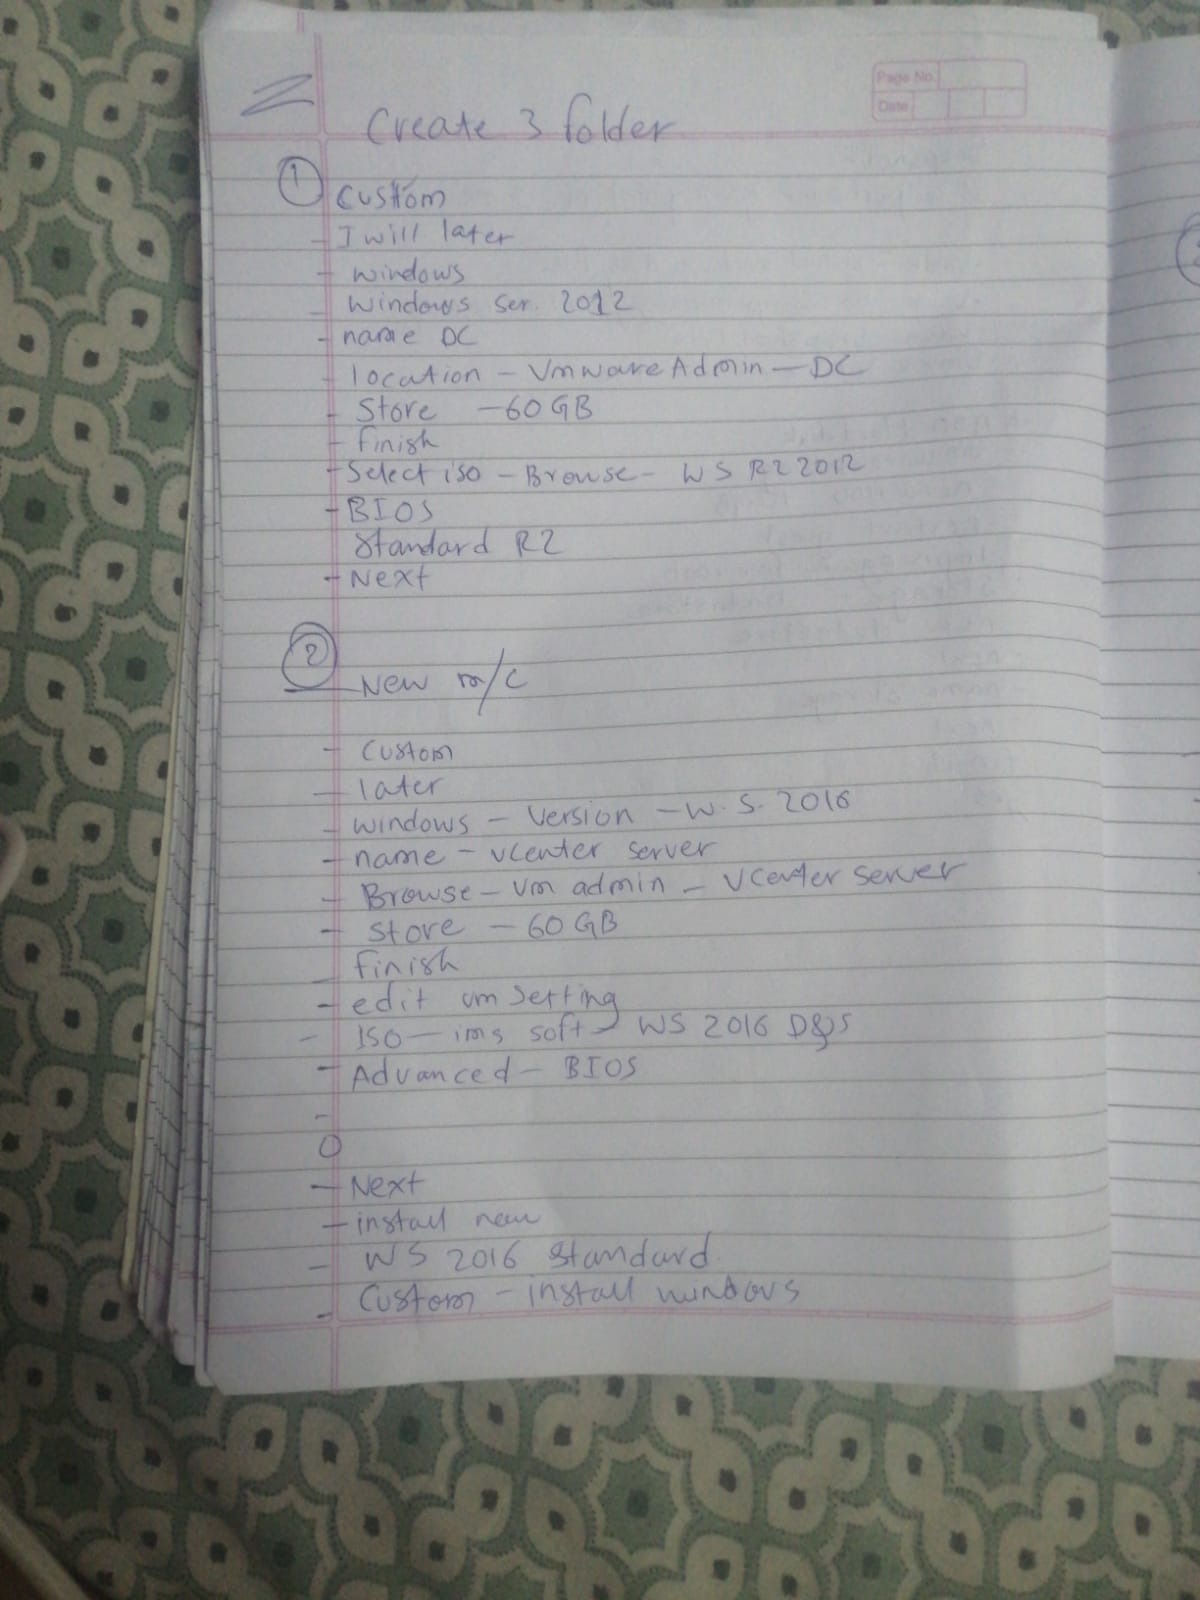 Page No.
Date
Create 3 folder
1 Custom
- I will later
- windows
- windows ser. 2012
- name DC
- location - Vmware Admin - DC
- Store - 60 GB
- finish
- Select iso - Browse - WS R2 2012
- BIOS
Standard R2
- Next
2
New m/c
- Custom
- later
- windows - Version - W.S. 2016
- name - vcenter server
- Browse - vm admin - vcenter server
- Store - 60 GB
- finish
- edit vm setting
- ISO - ims soft - WS 2016
- Advanced - BIOS
-
O
- Next
- install new
- WS 2016 Standard
- Custom - install windows